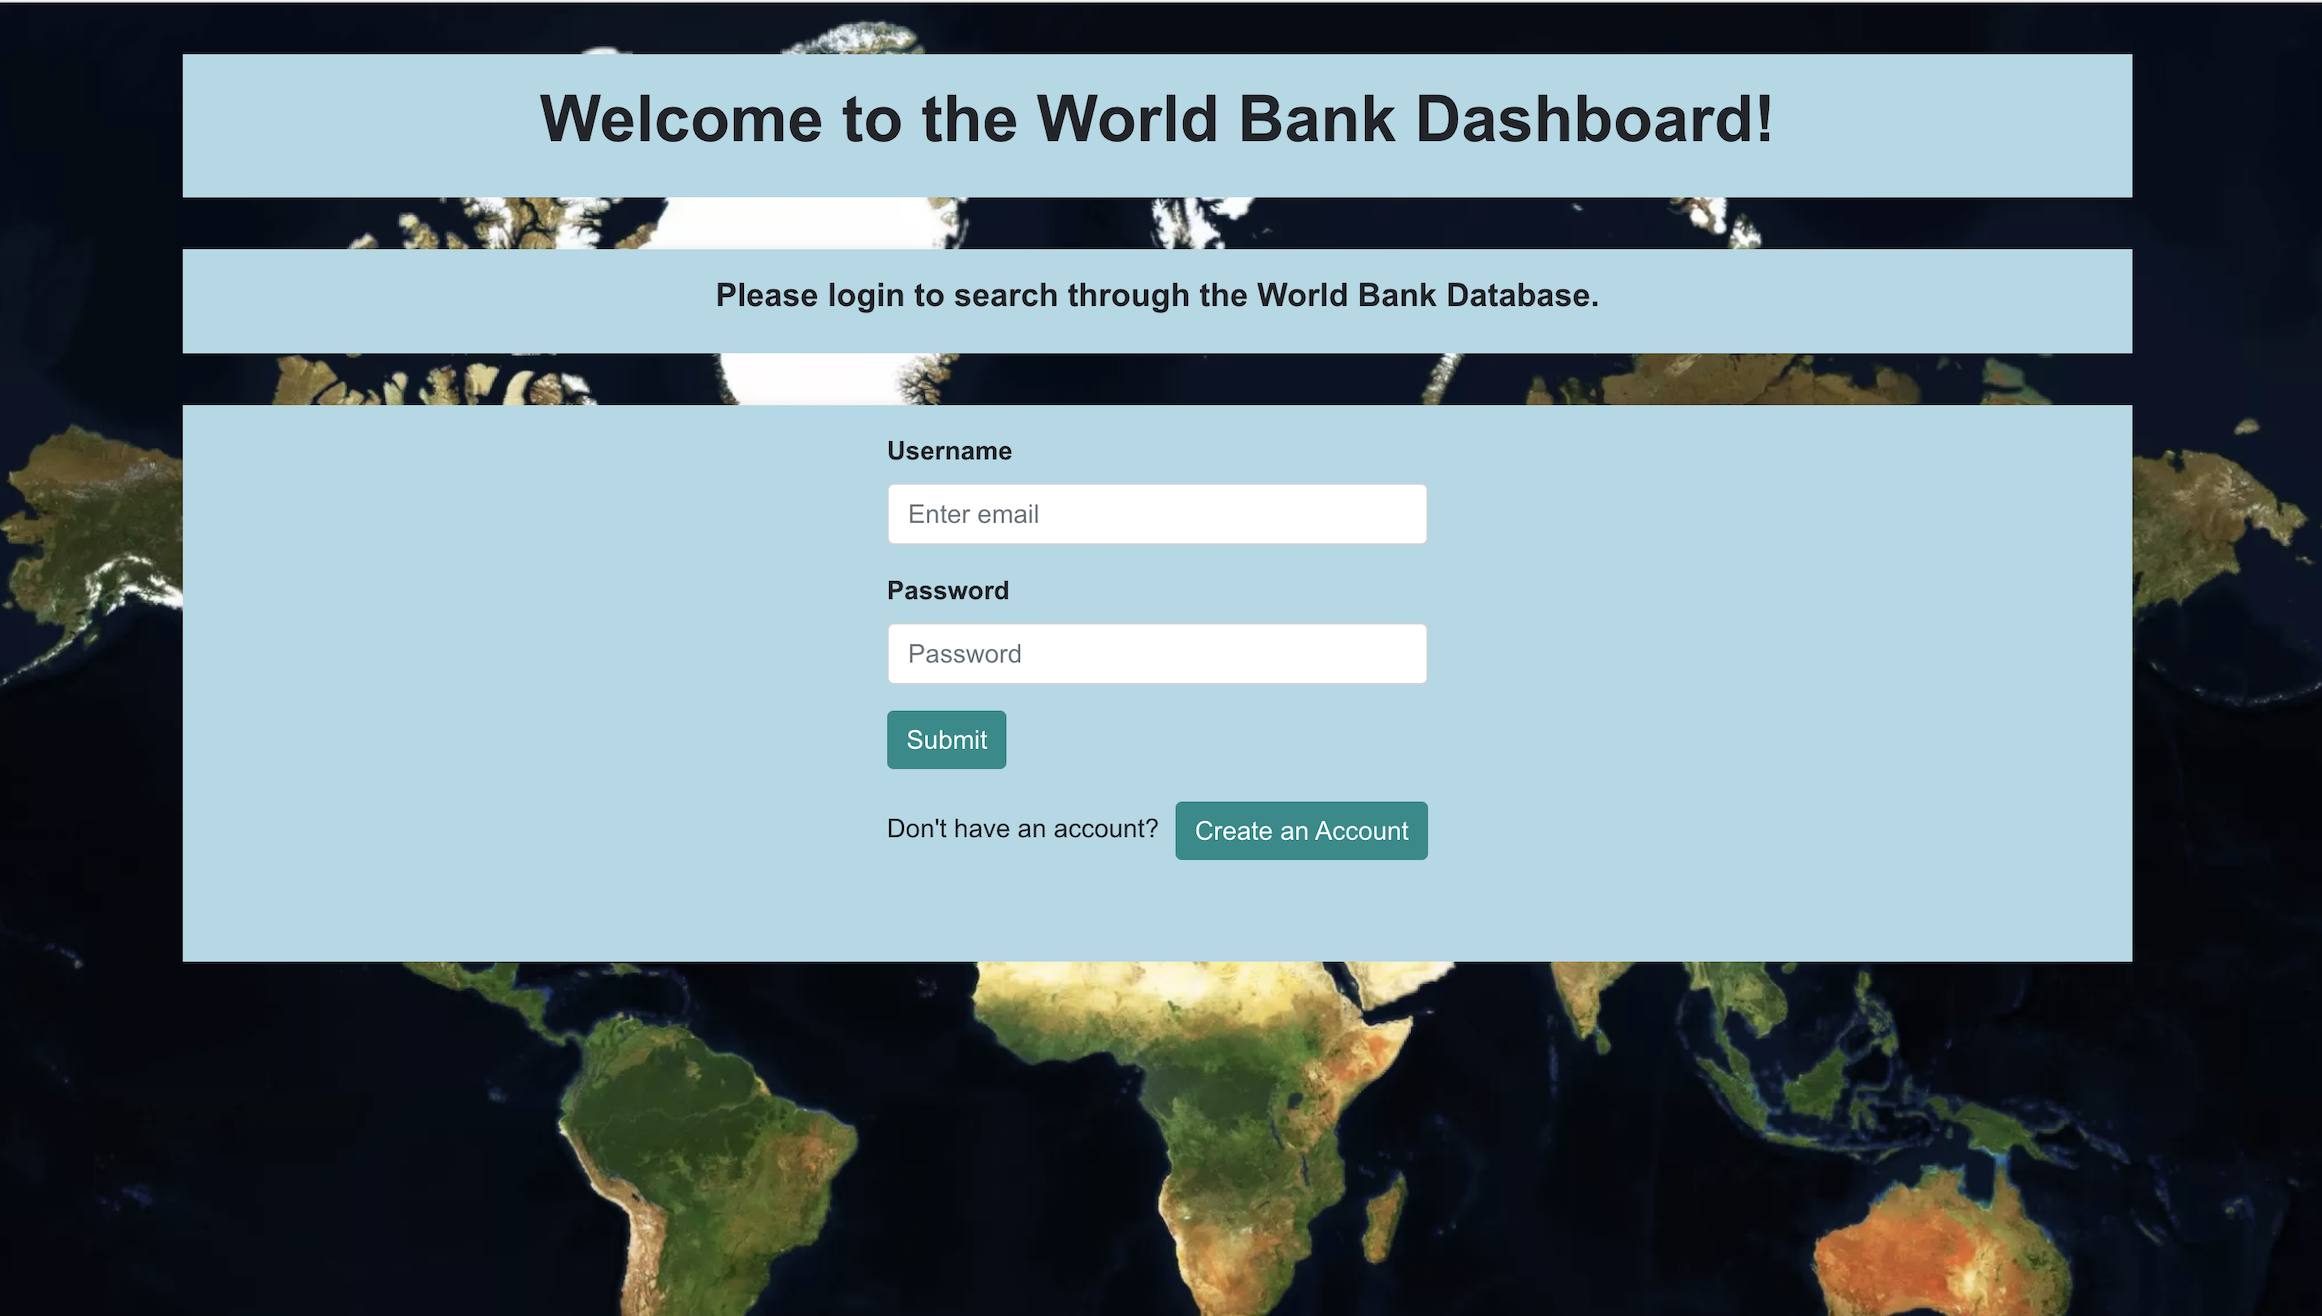 Welcome to the World Bank Dashboard!
Please login to search through the World Bank Database.
Username
Enter email
Password
Password
Submit
Don't have an account? Create an Account